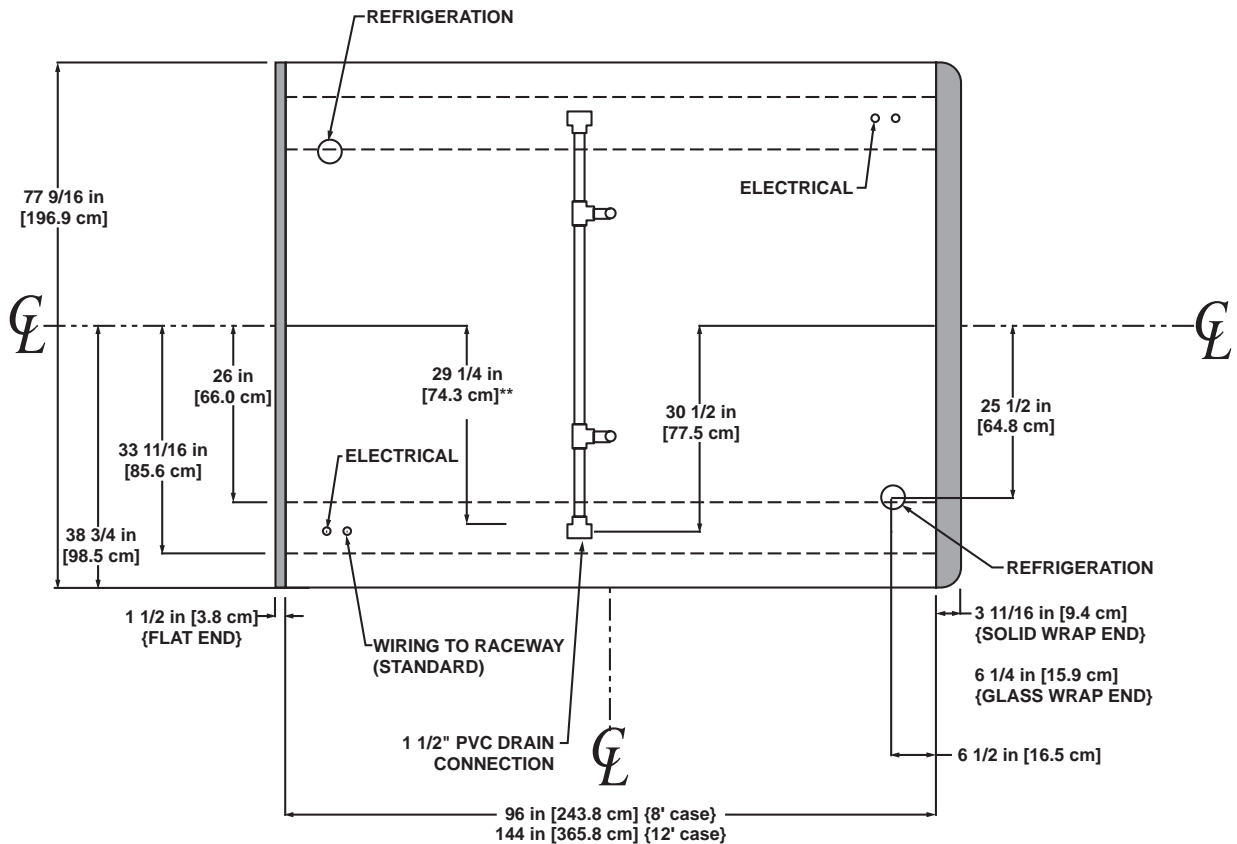 REFRIGERATION
77 9/16 in
[196.9 cm]
ELECTRICAL
℄
℄
26 in
[66.0 cm]
29 1/4 in
[74.3 cm]**
30 1/2 in
[77.5 cm]
25 1/2 in
[64.8 cm]
33 11/16 in
[85.6 cm]
ELECTRICAL
38 3/4 in
[98.5 cm]
REFRIGERATION
1 1/2 in [3.8 cm]
{FLAT END}
3 11/16 in [9.4 cm]
{SOLID WRAP END}
WIRING TO RACEWAY
(STANDARD)
6 1/4 in [15.9 cm]
{GLASS WRAP END}
1 1/2" PVC DRAIN
CONNECTION
℄
6 1/2 in [16.5 cm]
96 in [243.8 cm] {8' case}
144 in [365.8 cm] {12' case}